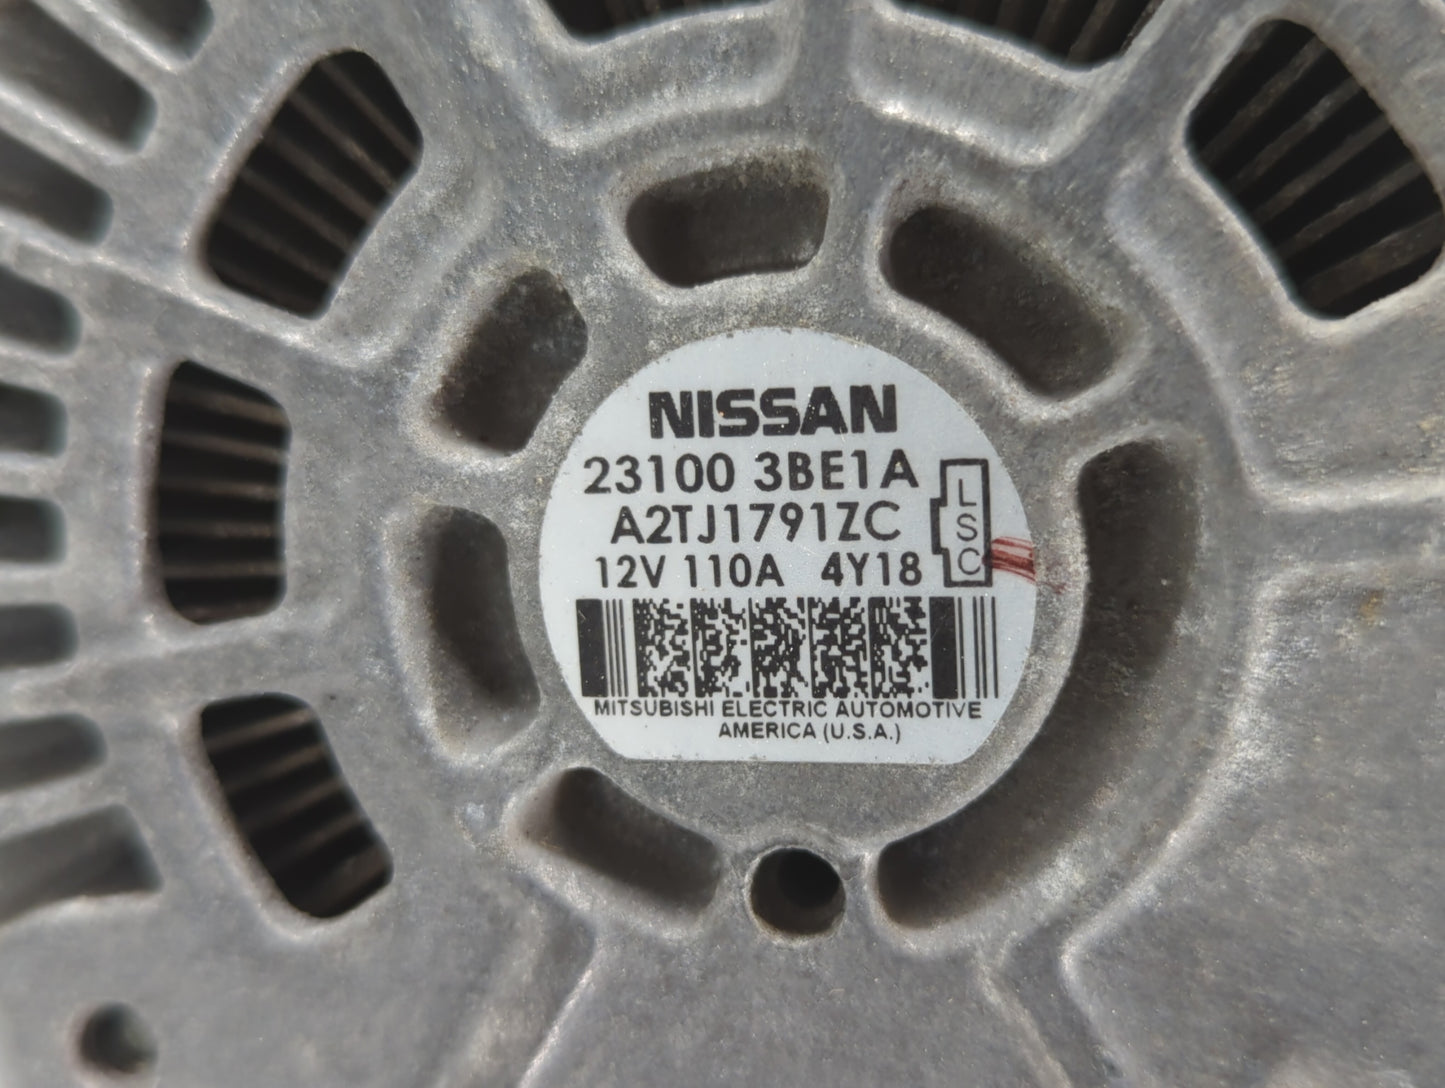 NISSAN
23100 3BE1A
A2TJ1791ZC
12V 110A 4Y18
L
S
C
MITSUBISHI ELECTRIC AUTOMOTIVE
AMERICA (U.S.A.)